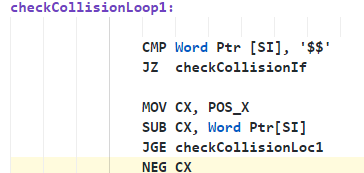 checkCollisionLoop1:
CMP Word Ptr [SI], '$$'
JZ checkCollisionIf
MOV CX, POS_X
SUB CX, Word Ptr[SI]
JGE checkCollisionLoc1
NEG CX